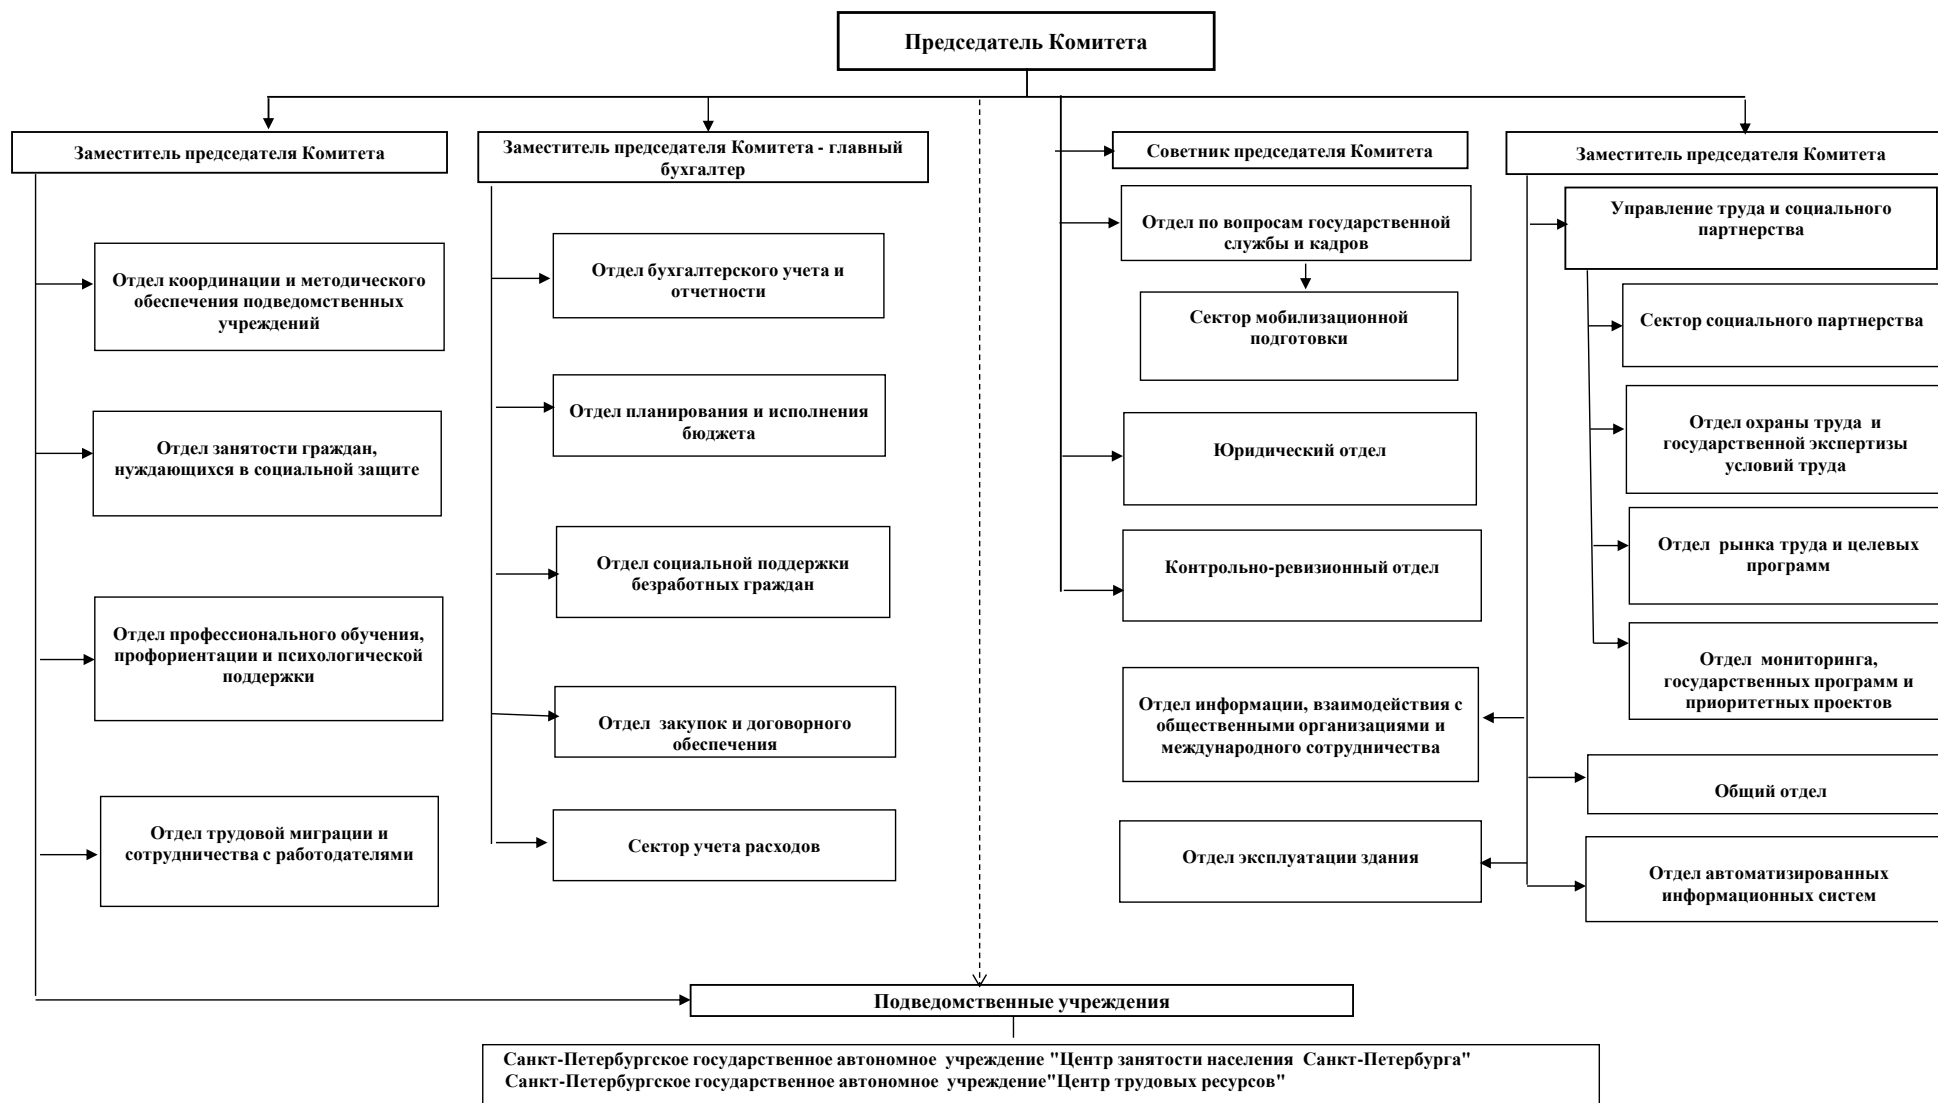 Председатель Комитета
Заместитель председателя Комитета
Отдел координации и методического
обеспечения подведомственных
учреждений
Отдел занятости граждан,
нуждающихся в социальной защите
Отдел профессионального обучения,
профориентации и психологической
поддержки
Отдел трудовой миграции и
сотрудничества с работодателями
Заместитель председателя Комитета - главный
бухгалтер
Отдел бухгалтерского учета и
отчетности
Отдел планирования и исполнения
бюджета
Отдел социальной поддержки
безработных граждан
Отдел закупок и договорного
обеспечения
Сектор учета расходов
Советник председателя Комитета
Отдел по вопросам государственной
службы и кадров
Сектор мобилизационной
подготовки
Юридический отдел
Контрольно-ревизионный отдел
Отдел информации, взаимодействия с
общественными организациями и
международного сотрудничества
Отдел эксплуатации здания
Заместитель председателя Комитета
Управление труда и социального
партнерства
Сектор социального партнерства
Отдел охраны труда и
государственной экспертизы
условий труда
Отдел рынка труда и целевых
программ
Отдел мониторинга,
государственных программ и
приоритетных проектов
Общий отдел
Отдел автоматизированных
информационных систем
Подведомственные учреждения
Санкт-Петербургское государственное автономное учреждение "Центр занятости населения Санкт-Петербурга"
Санкт-Петербургское государственное автономное учреждение"Центр трудовых ресурсов"